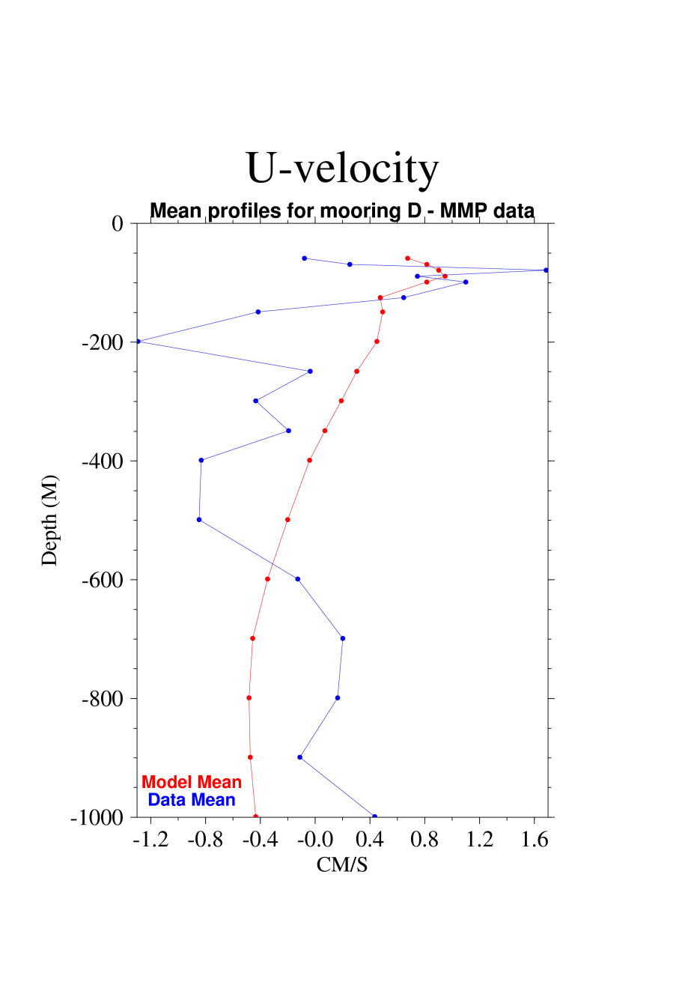 U-velocity
Mean profiles for mooring D - MMP data
0
-200
-400
-600
-800
-1000
Depth (M)
Model Mean
Data Mean
-1.2 -0.8 -0.4 -0.0 0.4 0.8 1.2 1.6
CM/S